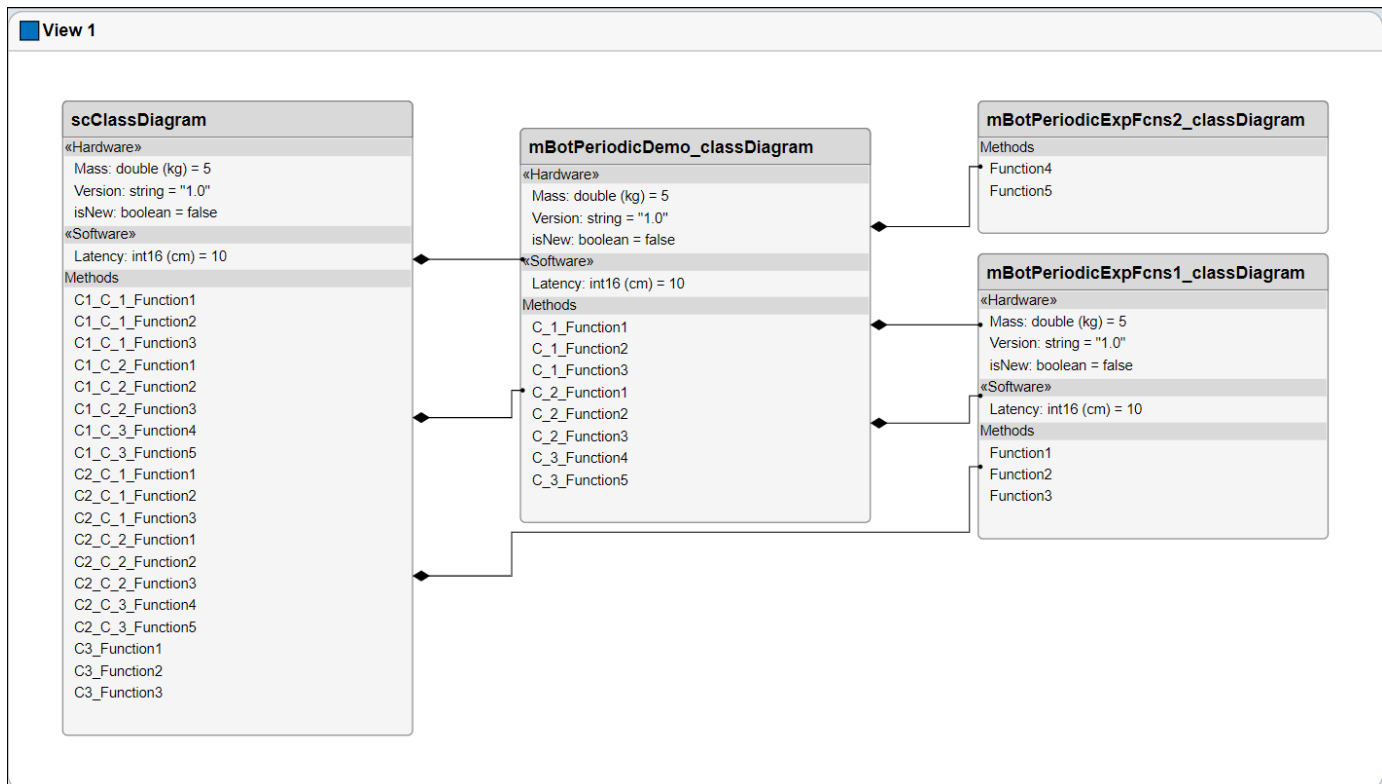 View 1
scClassDiagram
«Hardware»
Mass: double (kg) = 5
Version: string = "1.0"
isNew: boolean = false
«Software»
Latency: int16 (cm) = 10
Methods
C1_C_1_Function1
C1_C_1_Function2
C1_C_1_Function3
C1_C_2_Function1
C1_C_2_Function2
C1_C_2_Function3
C1_C_3_Function4
C1_C_3_Function5
C2_C_1_Function1
C2_C_1_Function2
C2_C_1_Function3
C2_C_2_Function1
C2_C_2_Function2
C2_C_2_Function3
C2_C_3_Function4
C2_C_3_Function5
C3_Function1
C3_Function2
C3_Function3
mBotPeriodicDemo_classDiagram
«Hardware»
Mass: double (kg) = 5
Version: string = "1.0"
isNew: boolean = false
«Software»
Latency: int16 (cm) = 10
Methods
C_1_Function1
C_1_Function2
C_1_Function3
C_2_Function1
C_2_Function2
C_2_Function3
C_3_Function4
C_3_Function5
mBotPeriodicExpFcns2_classDiagram
Methods
Function4
Function5
mBotPeriodicExpFcns1_classDiagram
«Hardware»
Mass: double (kg) = 5
Version: string = "1.0"
isNew: boolean = false
«Software»
Latency: int16 (cm) = 10
Methods
Function1
Function2
Function3